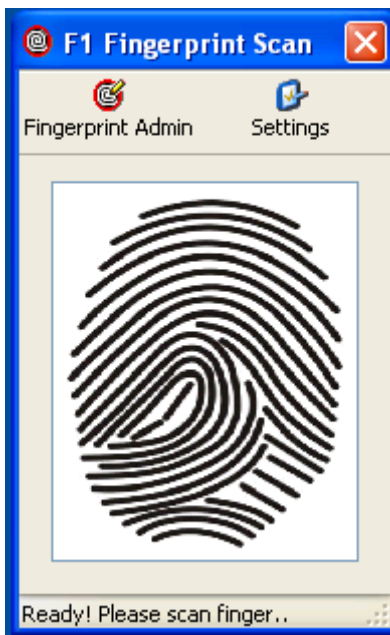 F1 Fingerprint Scan
Fingerprint Admin Settings
Ready! Please scan finger..